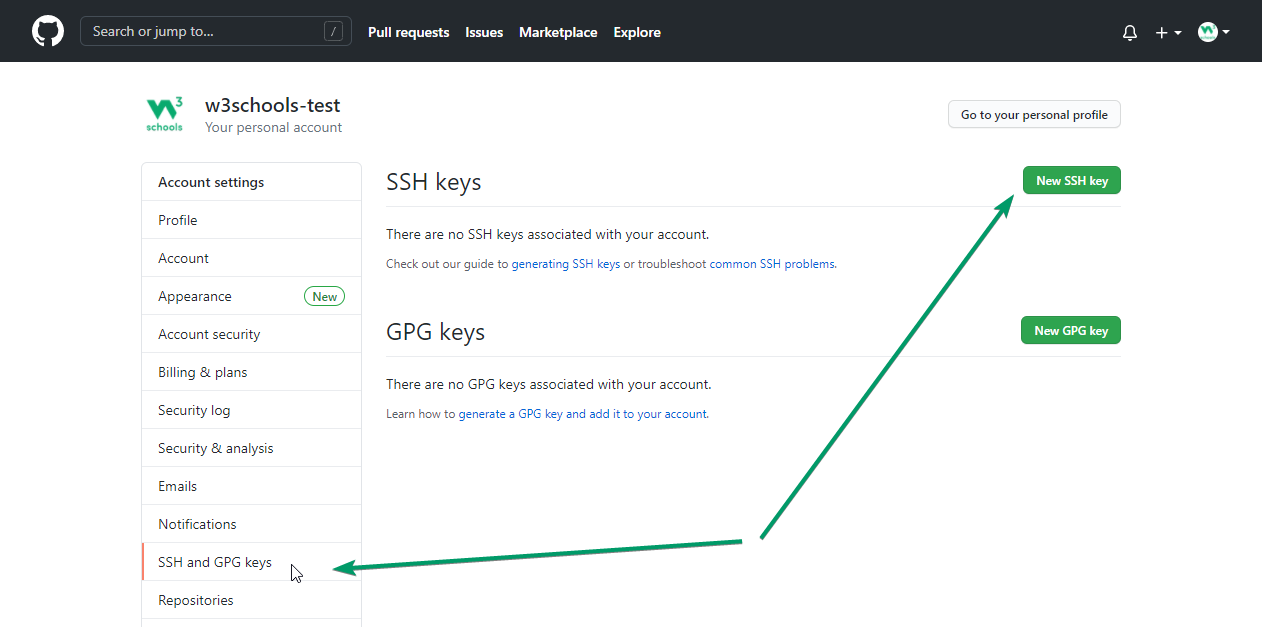 Search or jump to... / Pull requests Issues Marketplace Explore
w3schools-test
Your personal account
W3
schools
Go to your personal profile
Account settings
Profile
Account
Appearance New
Account security
Billing & plans
Security log
Security & analysis
Emails
Notifications
SSH and GPG keys
Repositories
SSH keys New SSH key
There are no SSH keys associated with your account.
Check out our guide to generating SSH keys or troubleshoot common SSH problems.
GPG keys New GPG key
There are no GPG keys associated with your account.
Learn how to generate a GPG key and add it to your account.